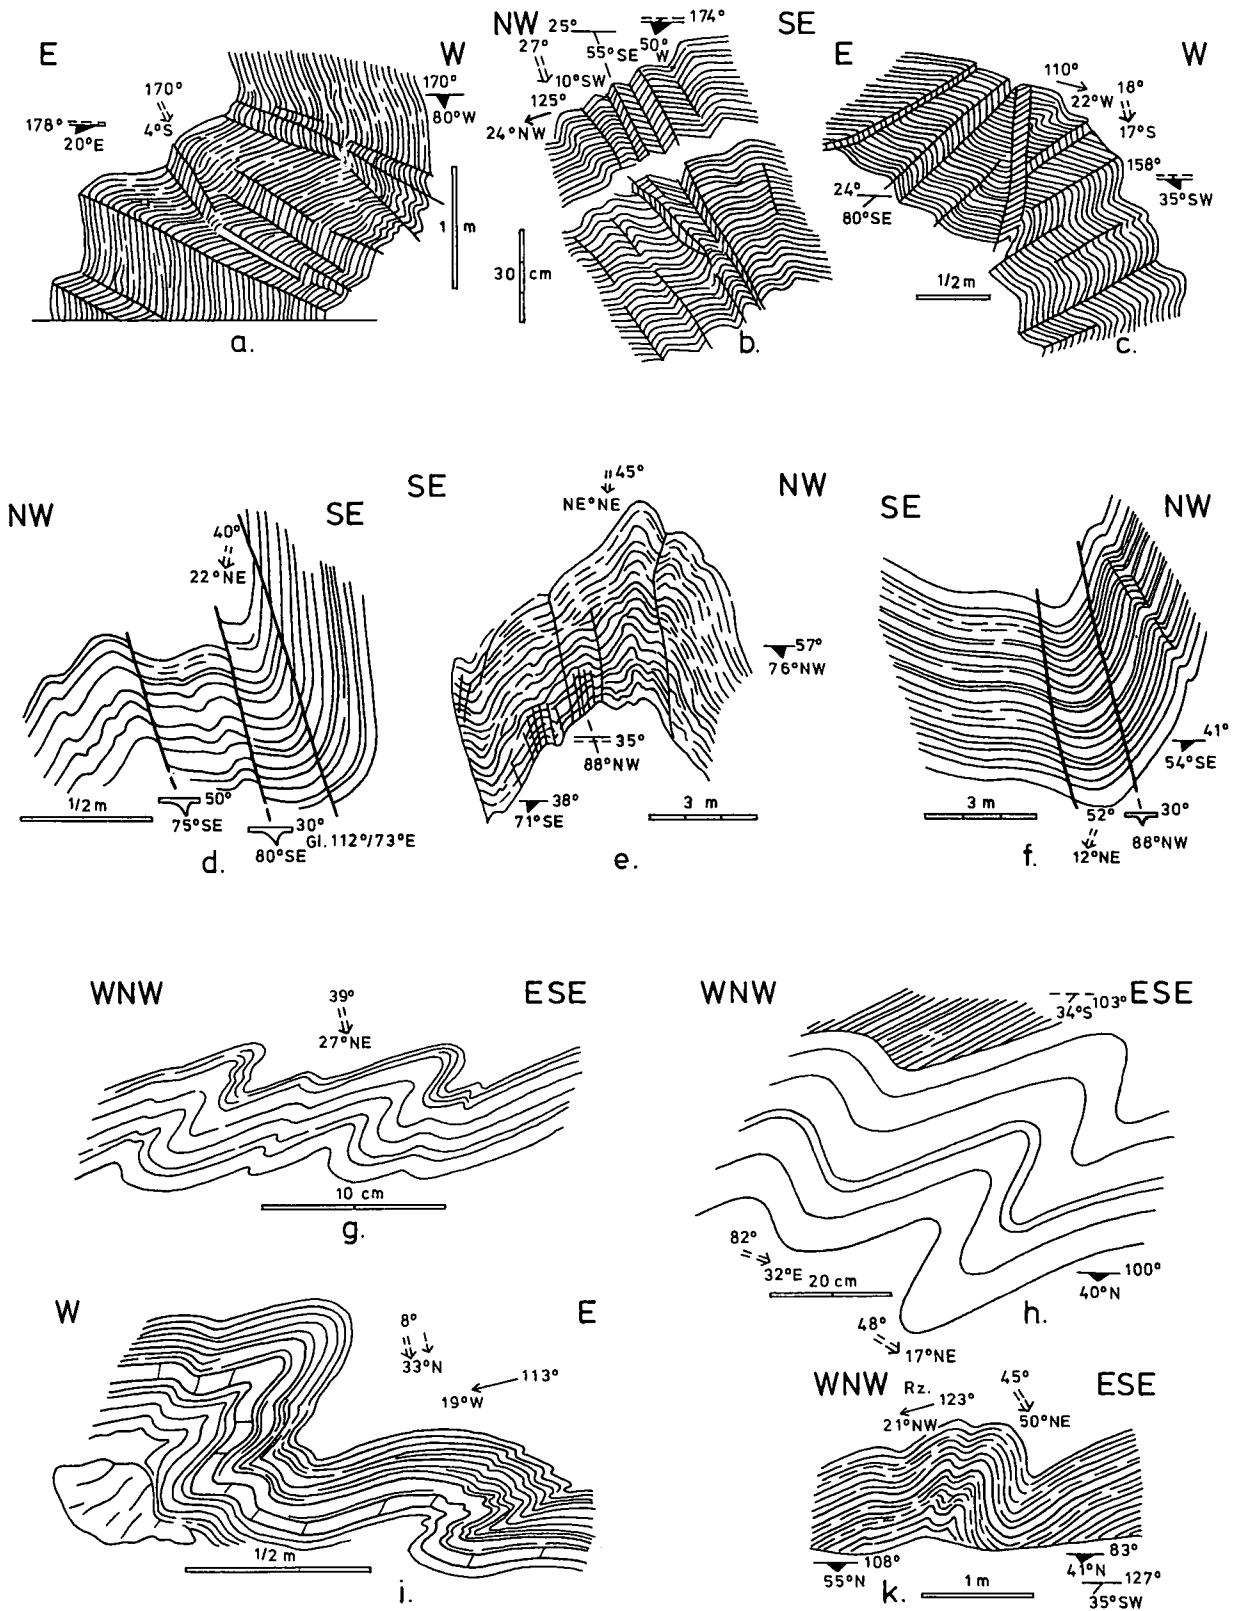 E
W
170°
4°S
178°
20°E
170°
80°W
1 m
a.
NW
SE
25°
55°SE
174°
50°
W
27°
10°SW
125°
24°NW
30 cm
b.
E
W
110°
22°W
18°
17°S
158°
35°SW
24°
80°SE
1/2 m
c.
NW
SE
40°
22°NE
1/2 m
50°
75°SE
30°
80°SE
Gl. 112°/73°E
d.
SE
NW
45°
NE°NE
57°
76°NW
35°
88°NW
38°
71°SE
3 m
e.
SE
NW
41°
54°SE
3 m
52°
12°NE
30°
88°NW
f.
WNW
ESE
39°
27°NE
10 cm
g.
WNW
ESE
103°
34°S
82°
32°E
20 cm
100°
40°N
h.
W
E
8°
33°N
113°
19°W
1/2 m
i.
48°
17°NE
WNW
ESE
Rz.
123°
21°NW
45°
50°NE
108°
55°N
83°
41°N
127°
35°SW
k.
1 m